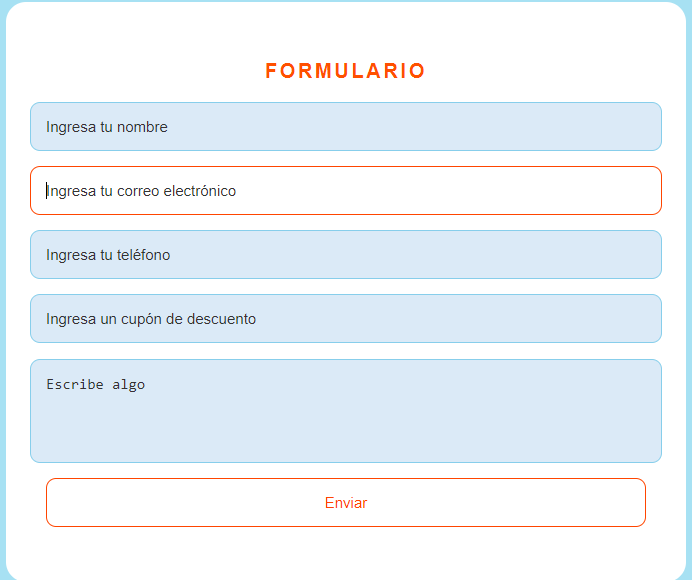 FORMULARIO
Ingresa tu nombre
Ingresa tu correo electrónico
Ingresa tu teléfono
Ingresa un cupón de descuento
Escribe algo
Enviar